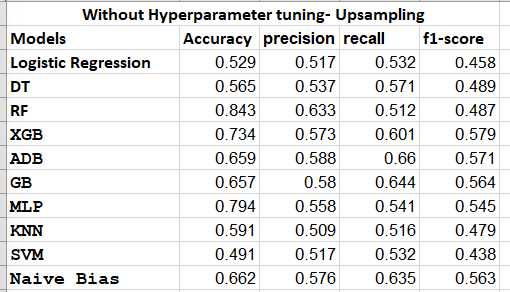 Without Hyperparameter tuning- Upsampling
Models Accuracy precision recall f1-score
Logistic Regression 0.529 0.517 0.532 0.458
DT 0.565 0.537 0.571 0.489
RF 0.843 0.633 0.512 0.487
XGB 0.734 0.573 0.601 0.579
ADB 0.659 0.588 0.66 0.571
GB 0.657 0.58 0.644 0.564
MLP 0.794 0.558 0.541 0.545
KNN 0.591 0.509 0.516 0.479
SVM 0.491 0.517 0.532 0.438
Naive Bias 0.662 0.576 0.635 0.563